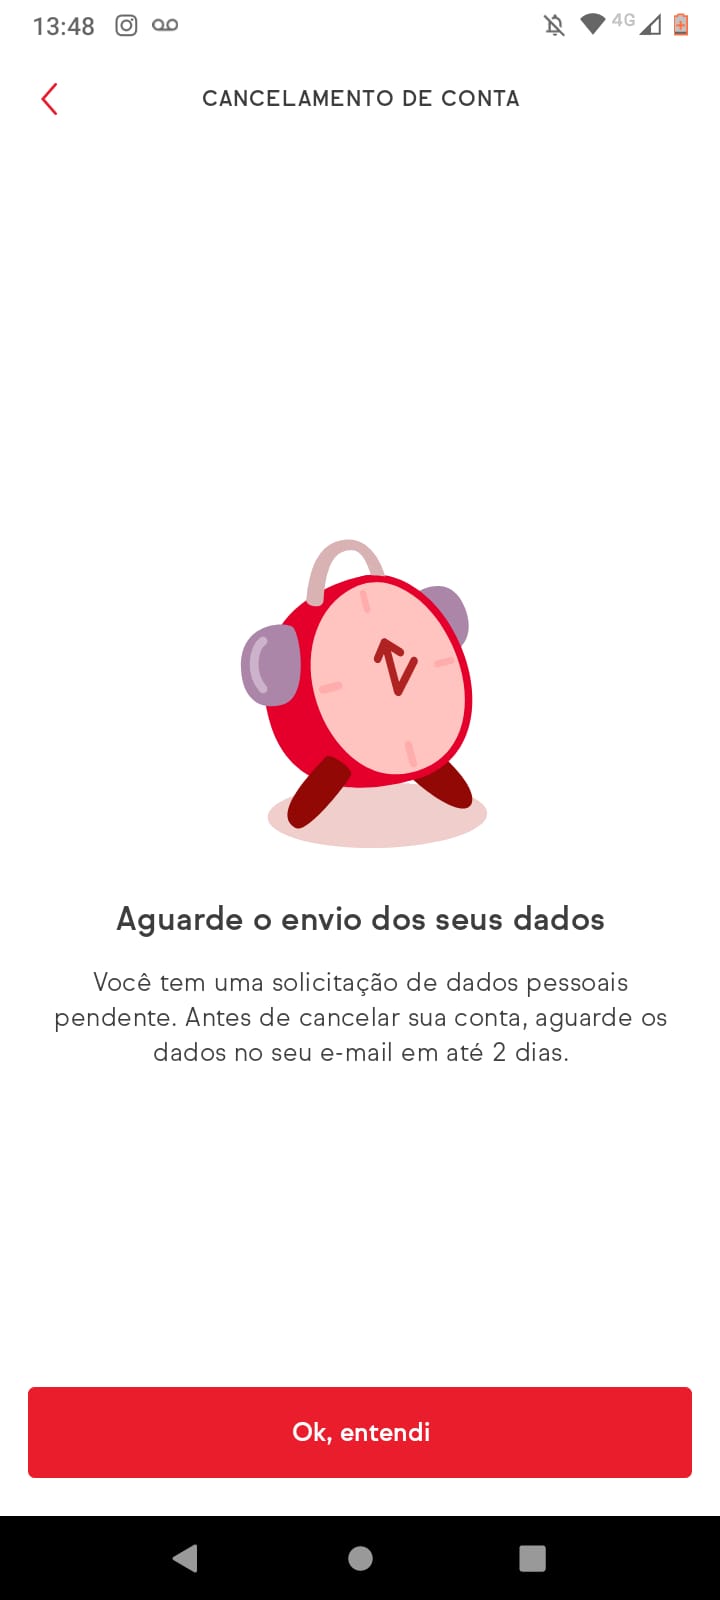 13:48
4G
CANCELAMENTO DE CONTA
Aguarde o envio dos seus dados
Você tem uma solicitação de dados pessoais
pendente. Antes de cancelar sua conta, aguarde os
dados no seu e-mail em até 2 dias.
Ok, entendi